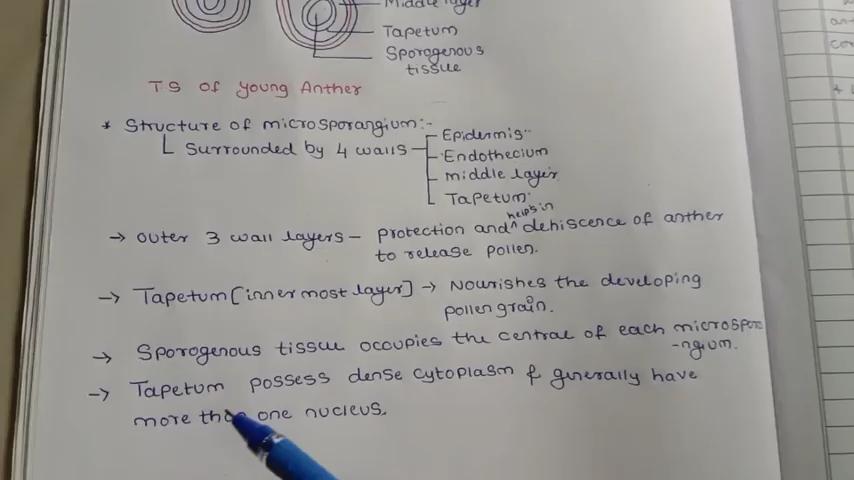 Middle layer
Tapetum
Sporogenous
tissue
TS of Young Anther
* Structure of microsporangium:-
Surrounded by 4 walls
Epidermis
Endothecium
middle layer
Tapetum
→ outer 3 wall layers - protection and ^ helps in dehiscence of anther
to release pollen.
→ Tapetum [innermost layer] → Nourishes the developing
pollen grain.
→ Sporogenous tissue occupies the central of each microspora
-ngium.
→ Tapetum possess dense cytoplasm & generally have
more than one nucleus.